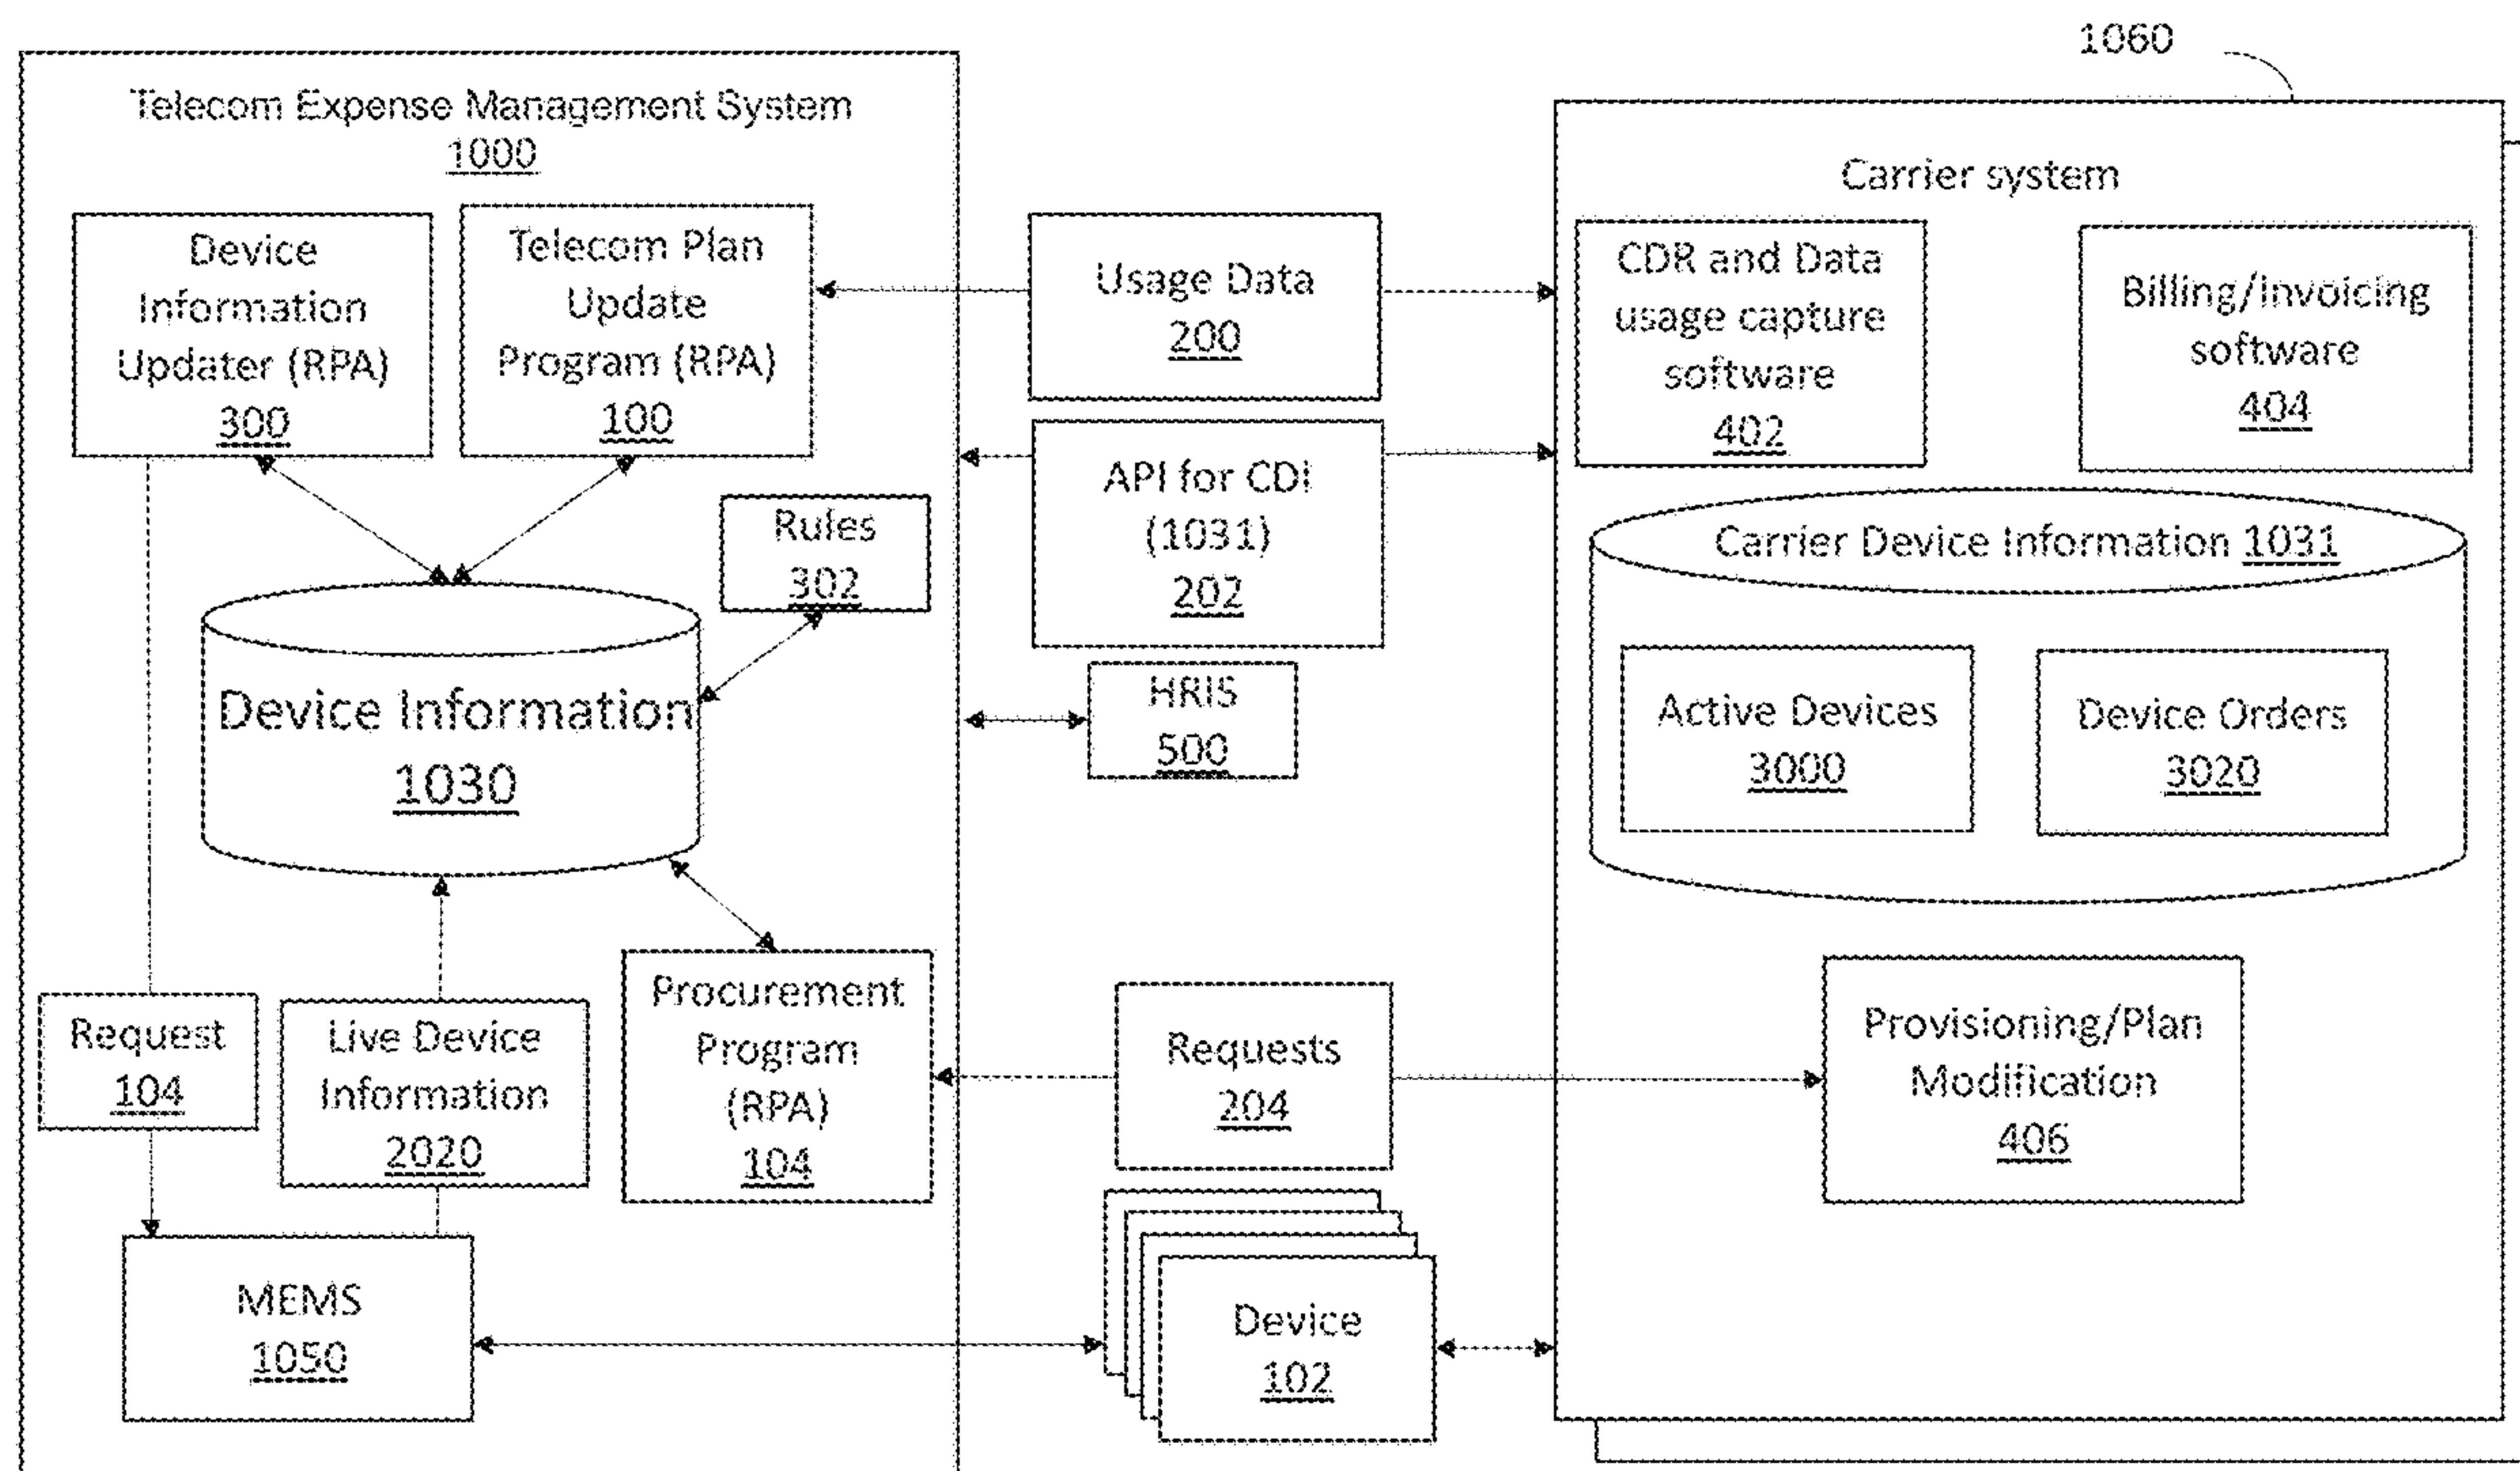 1060
Telecom Expense Management System
1000
Device
Information
Updater (RPA)
300
Telecom Plan
Update
Program (RPA)
100
Rules
302
Device Information
1030
Request
104
Live Device
Information
2020
Procurement
Program
(RPA)
104
MEMS
1050
Usage Data
200
API for CDI
(1031)
202
HRIS
500
Requests
204
Device
102
Carrier system
CDR and Data
usage capture
software
402
Billing/Invoicing
software
404
Carrier Device Information 1031
Active Devices
3000
Device Orders
3020
Provisioning/Plan
Modification
406